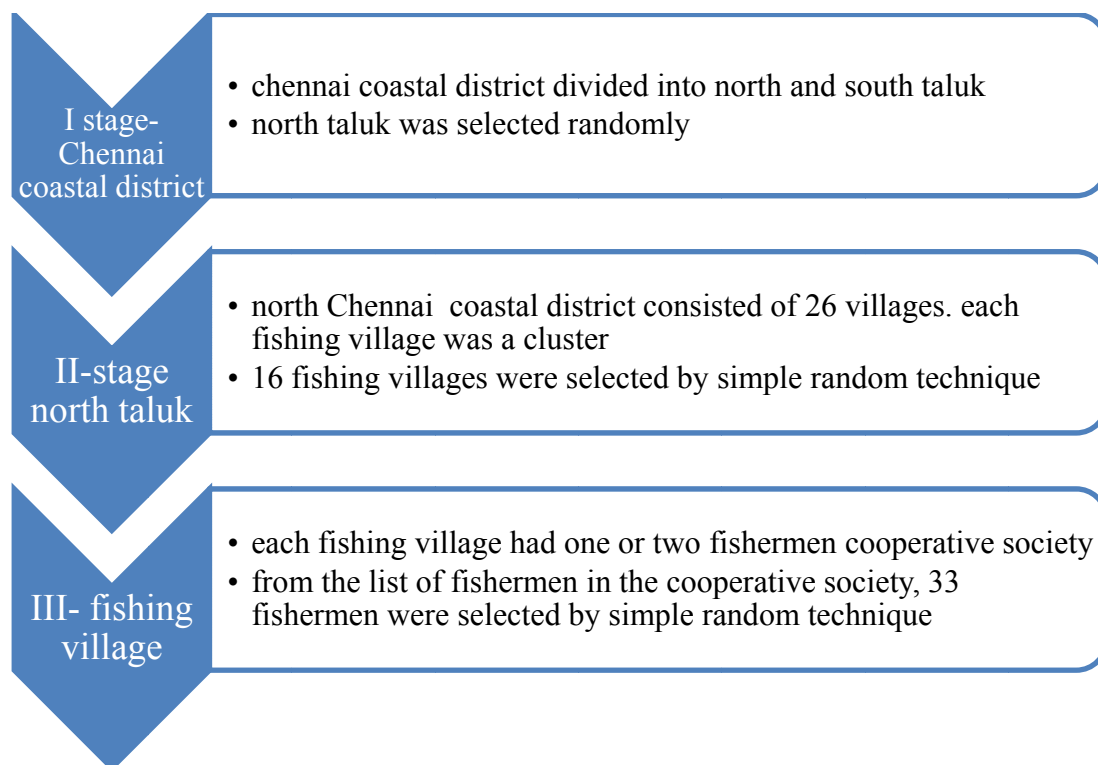 I stage-
Chennai
coastal district
• chennai coastal district divided into north and south taluk
• north taluk was selected randomly
II-stage
north taluk
• north Chennai  coastal district consisted of 26 villages. each
fishing village was a cluster
• 16 fishing villages were selected by simple random technique
III- fishing
village
• each fishing village had one or two fishermen cooperative society
• from the list of fishermen in the cooperative society, 33
fishermen were selected by simple random technique